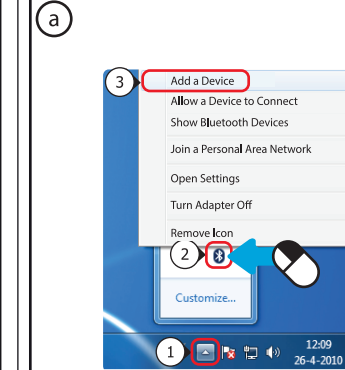 a
3 Add a Device
Allow a Device to Connect
Show Bluetooth Devices
Join a Personal Area Network
Open Settings
Turn Adapter Off
Remove Icon
2
Customize...
1 12:09
26-4-2010